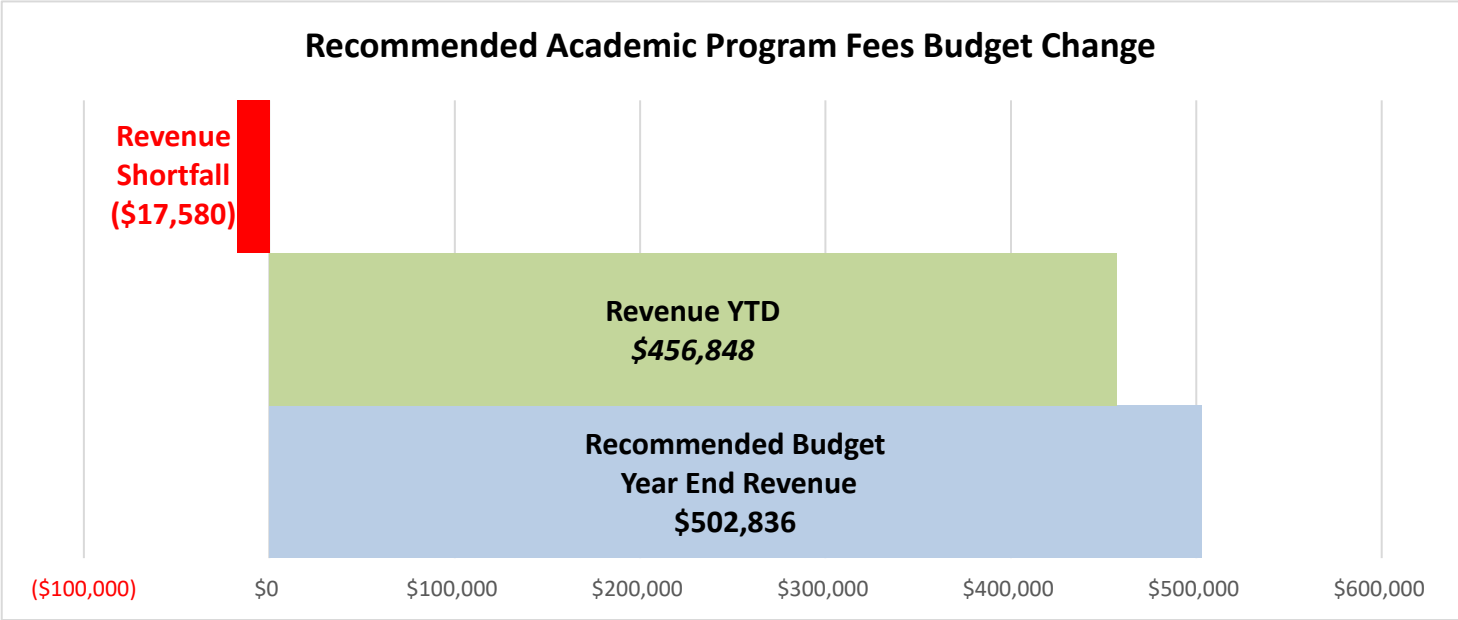 Recommended Academic Program Fees Budget Change
Revenue
Shortfall
($17,580)
Revenue YTD
$456,848
Recommended Budget
Year End Revenue
$502,836
($100,000) $0 $100,000 $200,000 $300,000 $400,000 $500,000 $600,000